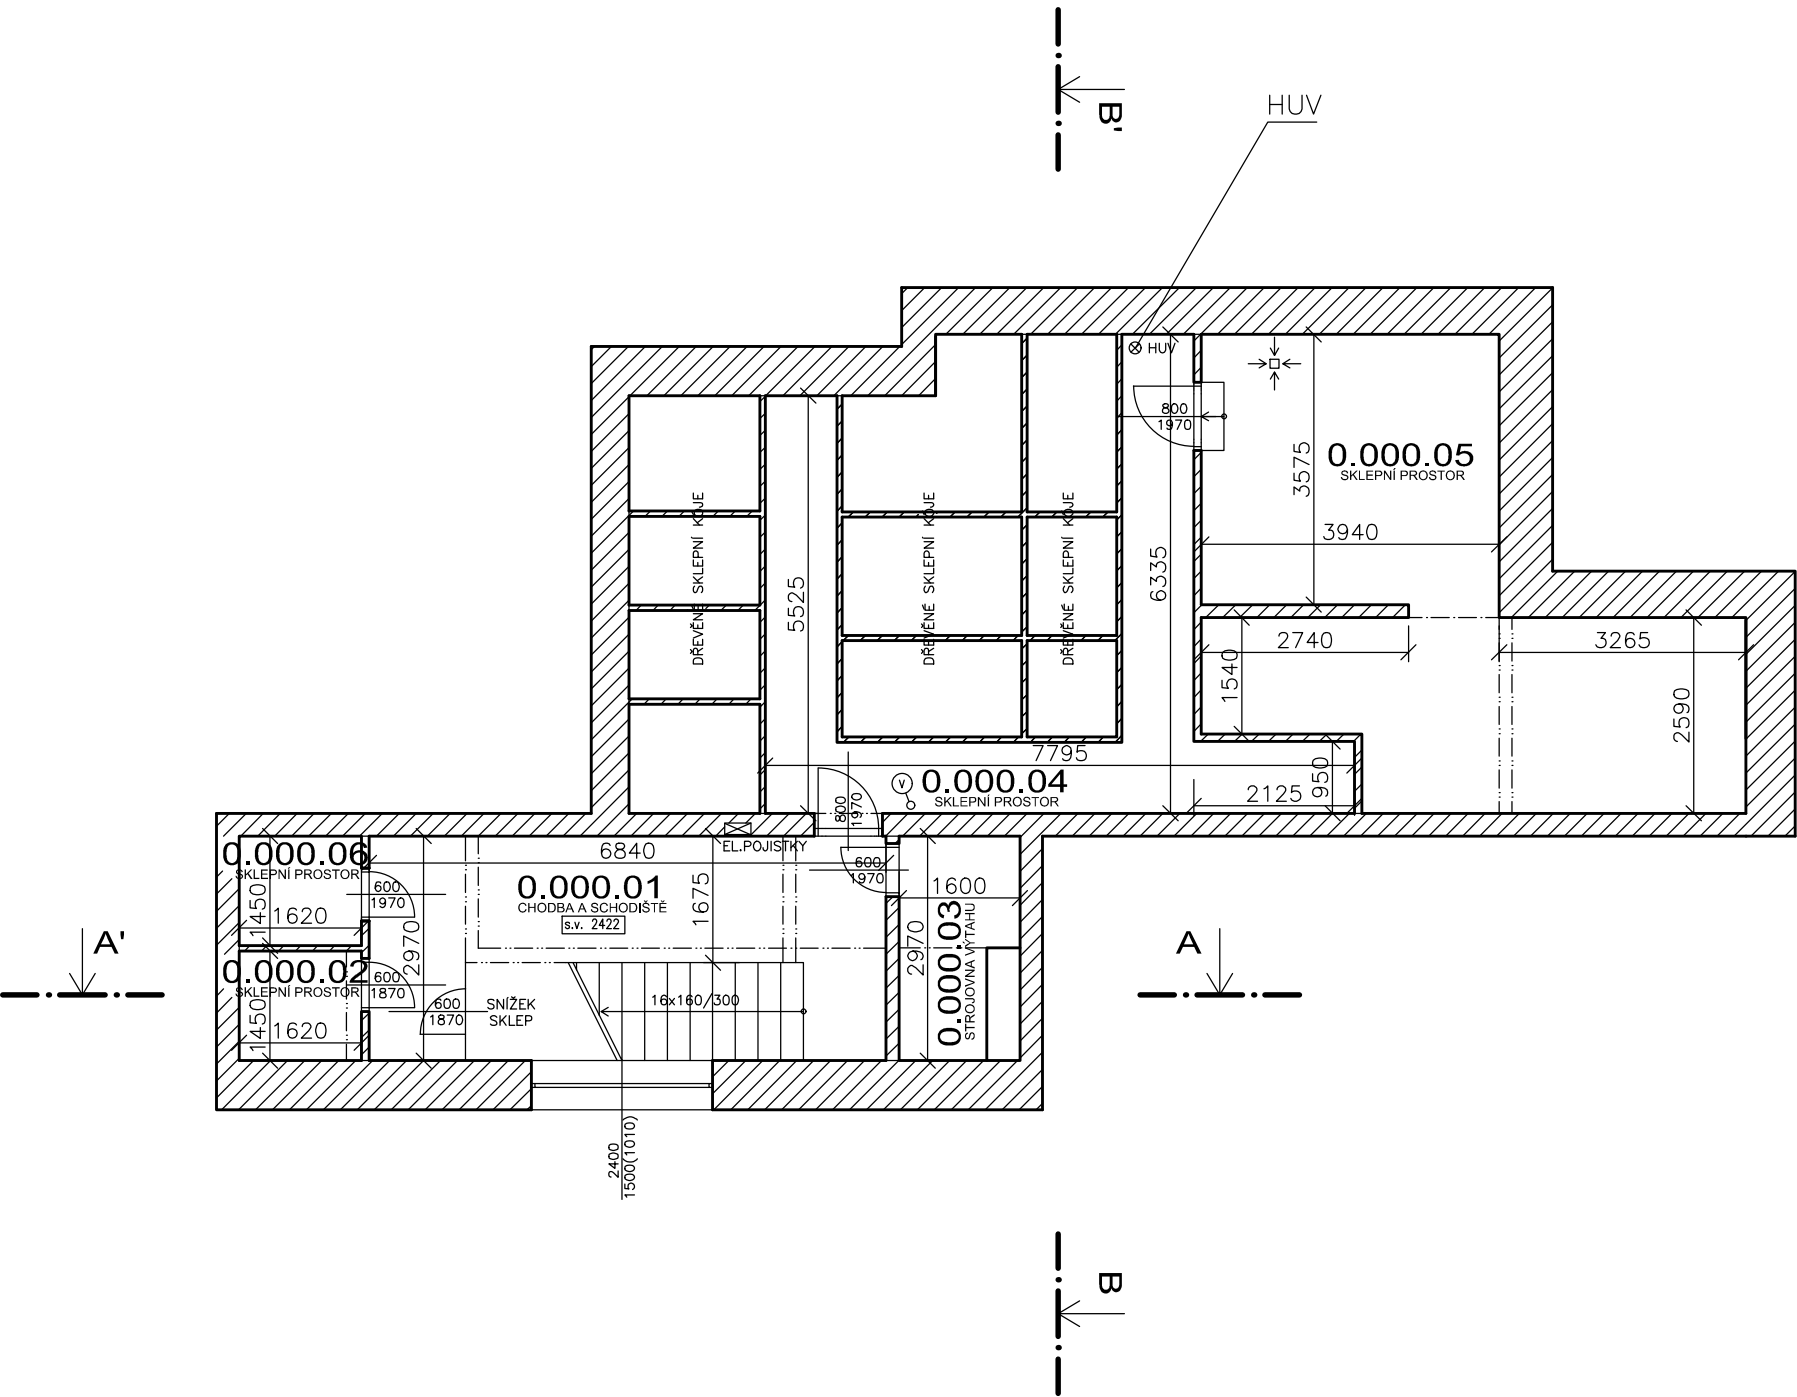 B'
HUV
HUV
800
1970
0.000.05
SKLEPNÍ PROSTOR
3575
3940
DŘEVĚNÉ SKLEPNÍ KÓJE
DŘEVĚNÉ SKLEPNÍ KÓJE
DŘEVĚNÉ SKLEPNÍ KÓJE
5525
6335
2740
3265
1540
2590
7795
0.000.04
SKLEPNÍ PROSTOR
V
950
2125
800
1970
EL.POJISTKY
0.000.06
SKLEPNÍ PROSTOR
1450
1620
600
1970
6840
0.000.01
CHODBA A SCHODIŠTĚ
s.v. 2422
1675
600
1970
1600
2970
2970
0.000.03
STROJOVNA VÝTAHU
A'
A
0.000.02
SKLEPNÍ PROSTOR
1450
1620
600
1870
600
1870
SNÍŽEK
SKLEP
16x160/300
2400
1500(1010)
B